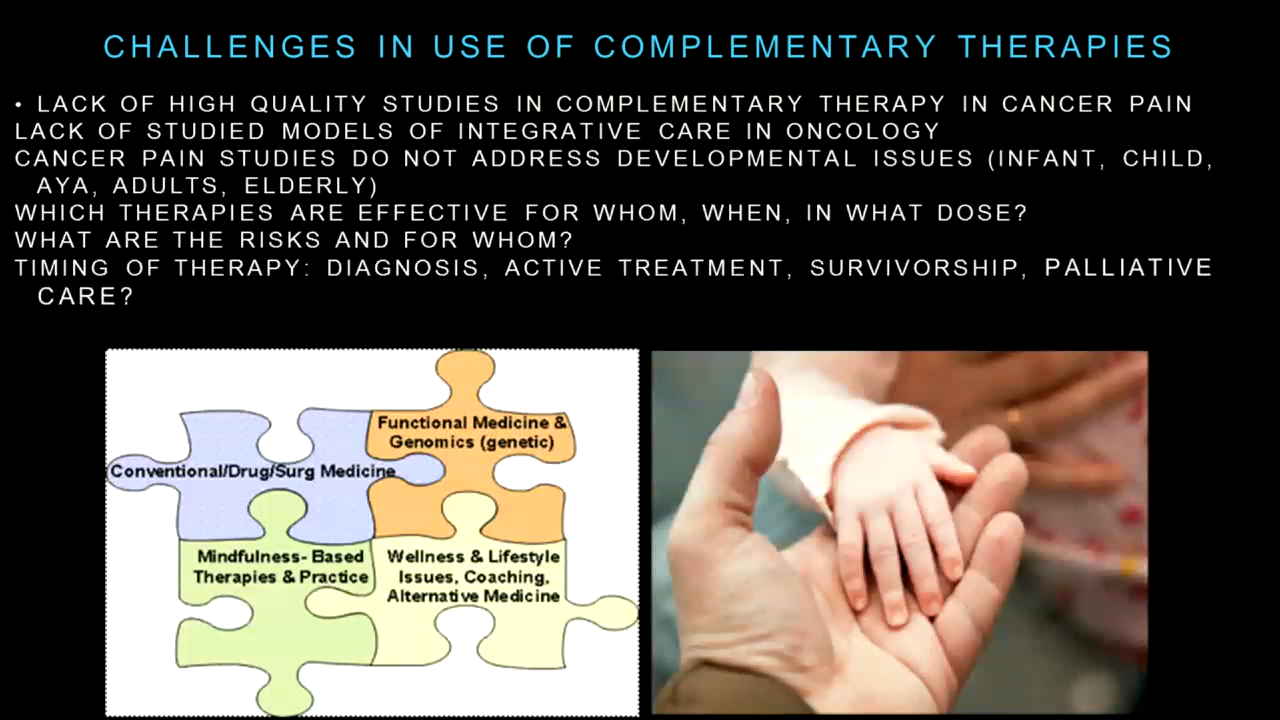 CHALLENGES IN USE OF COMPLEMENTARY THERAPIES
• LACK OF HIGH QUALITY STUDIES IN COMPLEMENTARY THERAPY IN CANCER PAIN
LACK OF STUDIED MODELS OF INTEGRATIVE CARE IN ONCOLOGY
CANCER PAIN STUDIES DO NOT ADDRESS DEVELOPMENTAL ISSUES (INFANT, CHILD,
AYA, ADULTS, ELDERLY)
WHICH THERAPIES ARE EFFECTIVE FOR WHOM, WHEN, IN WHAT DOSE?
WHAT ARE THE RISKS AND FOR WHOM?
TIMING OF THERAPY: DIAGNOSIS, ACTIVE TREATMENT, SURVIVORSHIP, PALLIATIVE
CARE?
Conventional/Drug/Surg Medicine
Functional Medicine &
Genomics (genetic)
Mindfulness- Based
Therapies & Practice
Wellness & Lifestyle
Issues, Coaching,
Alternative Medicine